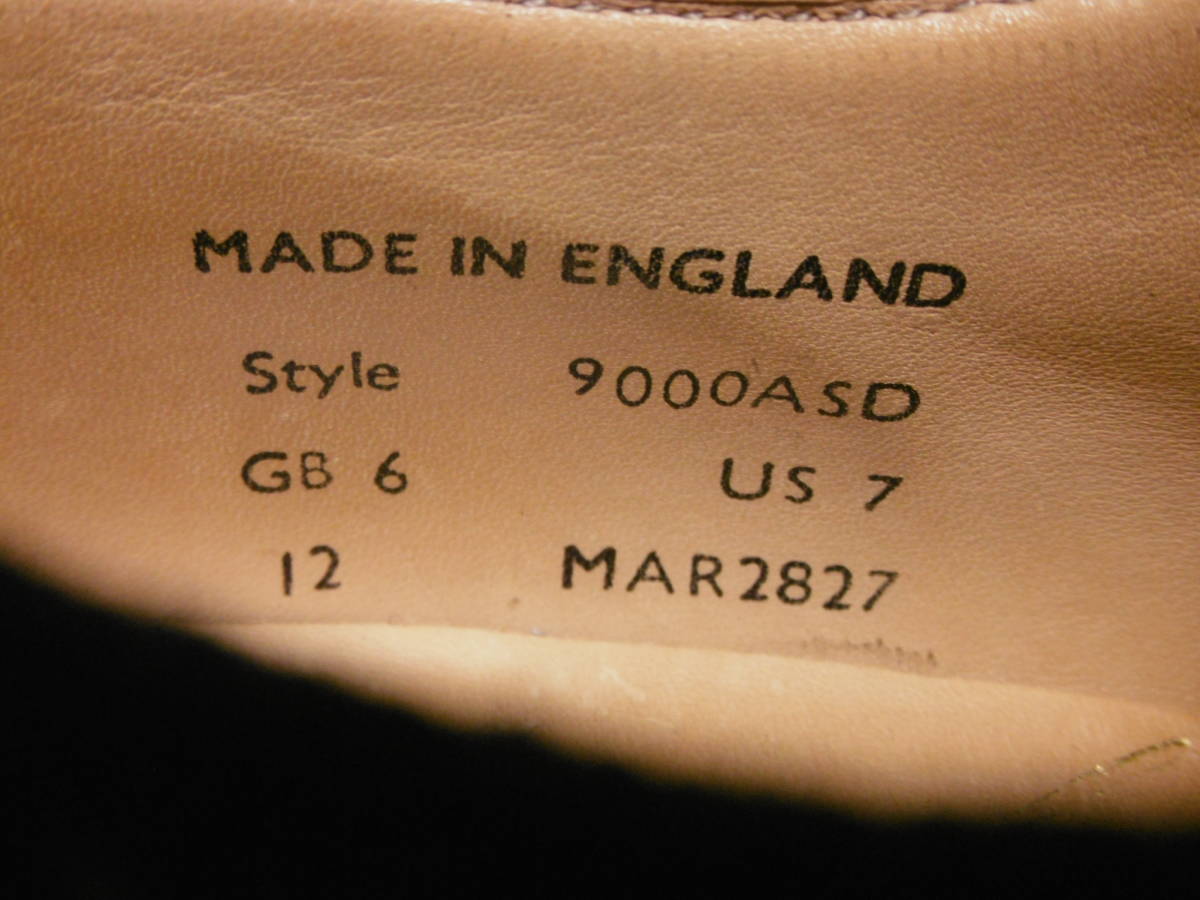 MADE IN ENGLAND
Style 9000ASD
GB 6 US 7
12 MAR2827